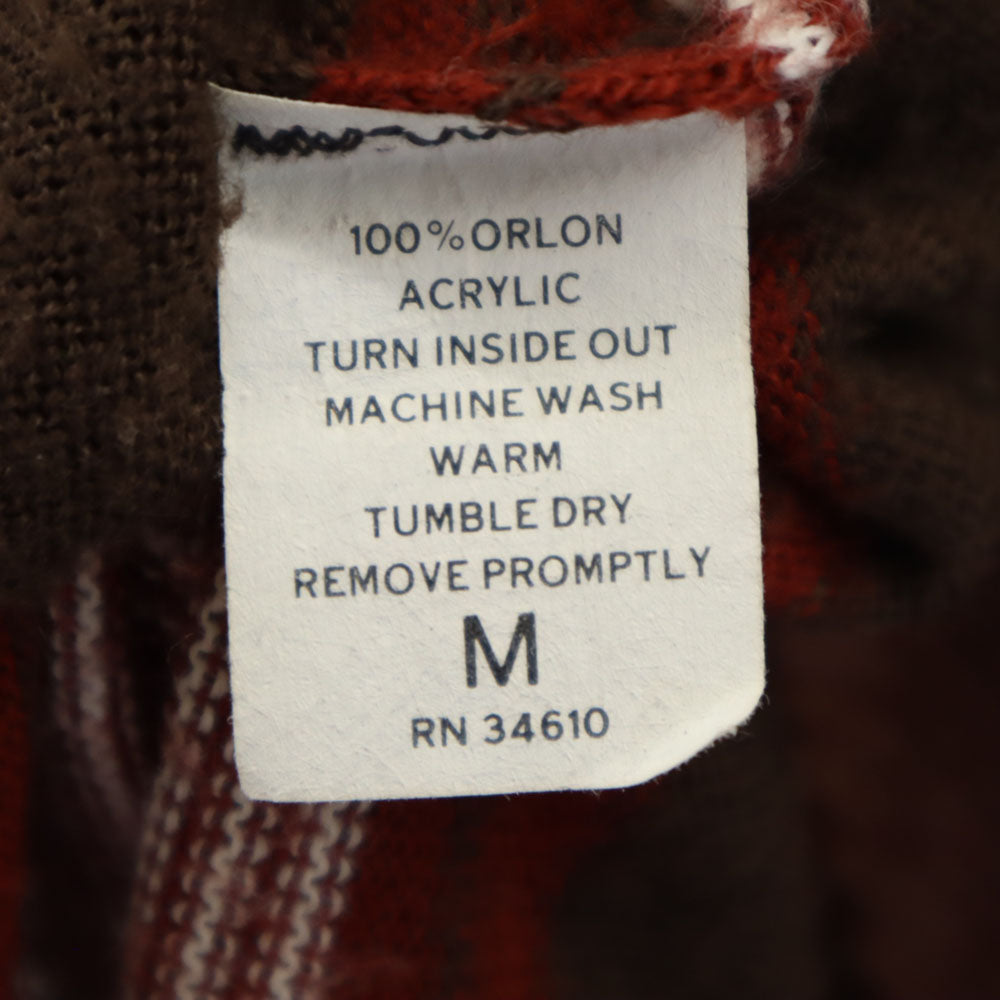 100% ORLON
ACRYLIC
TURN INSIDE OUT
MACHINE WASH
WARM
TUMBLE DRY
REMOVE PROMPTLY
M
RN 34610